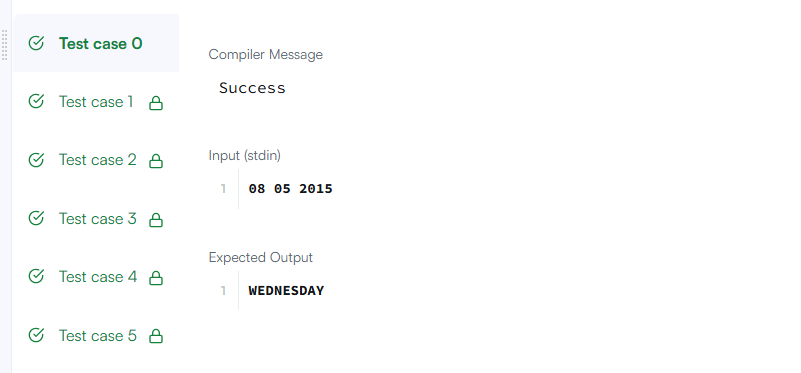 Test case 0
Test case 1
Test case 2
Test case 3
Test case 4
Test case 5
Compiler Message
Success
Input (stdin)
1 08 05 2015
Expected Output
1 WEDNESDAY